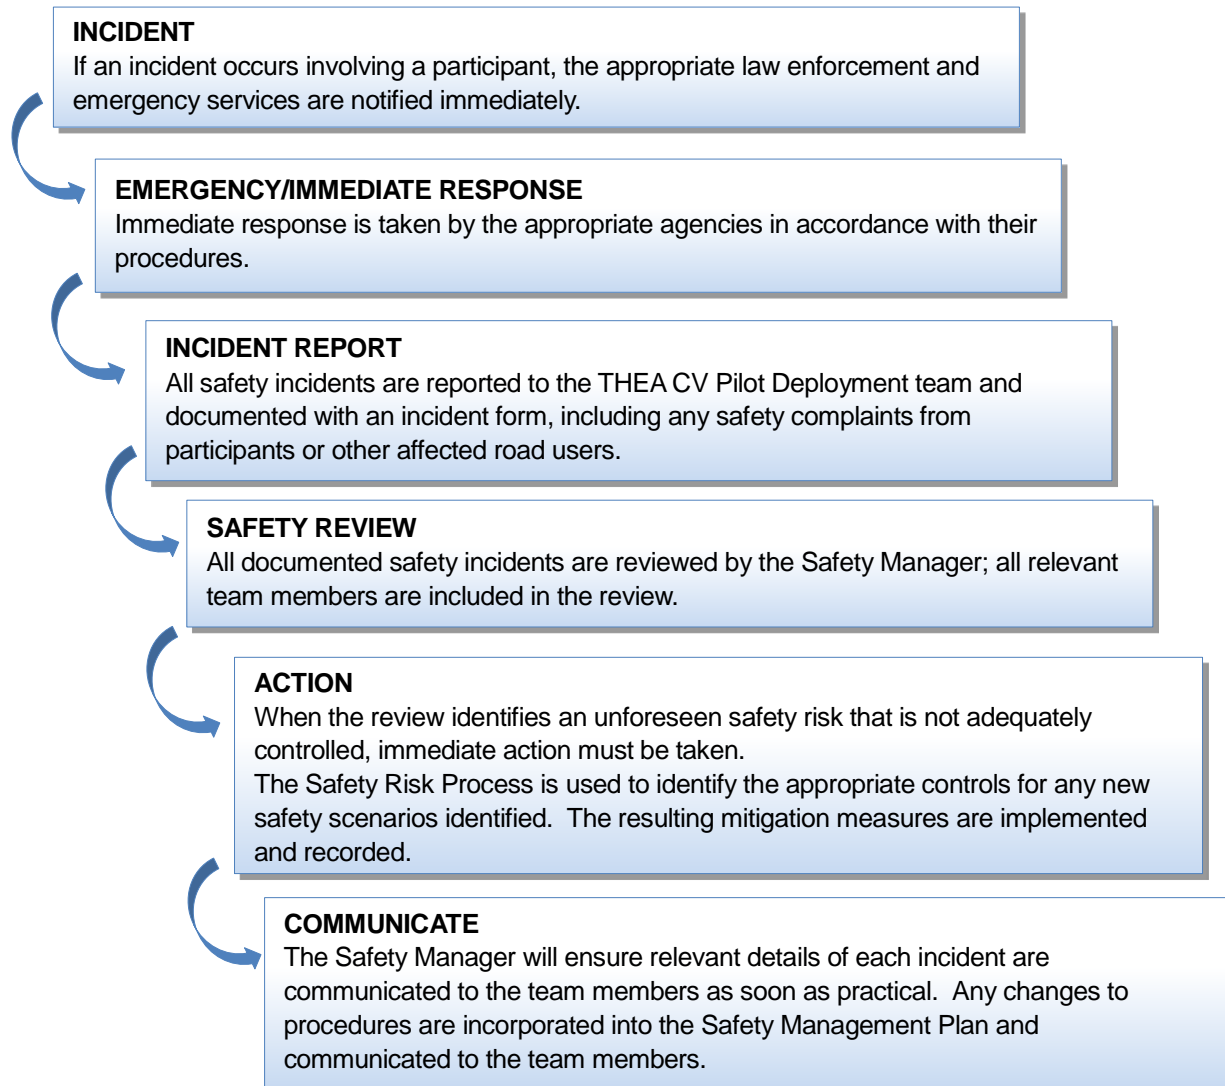 INCIDENT
If an incident occurs involving a participant, the appropriate law enforcement and
emergency services are notified immediately.
EMERGENCY/IMMEDIATE RESPONSE
Immediate response is taken by the appropriate agencies in accordance with their
procedures.
INCIDENT REPORT
All safety incidents are reported to the THEA CV Pilot Deployment team and
documented with an incident form, including any safety complaints from
participants or other affected road users.
SAFETY REVIEW
All documented safety incidents are reviewed by the Safety Manager; all relevant
team members are included in the review.
ACTION
When the review identifies an unforeseen safety risk that is not adequately
controlled, immediate action must be taken.
The Safety Risk Process is used to identify the appropriate controls for any new
safety scenarios identified.  The resulting mitigation measures are implemented
and recorded.
COMMUNICATE
The Safety Manager will ensure relevant details of each incident are
communicated to the team members as soon as practical.  Any changes to
procedures are incorporated into the Safety Management Plan and
communicated to the team members.